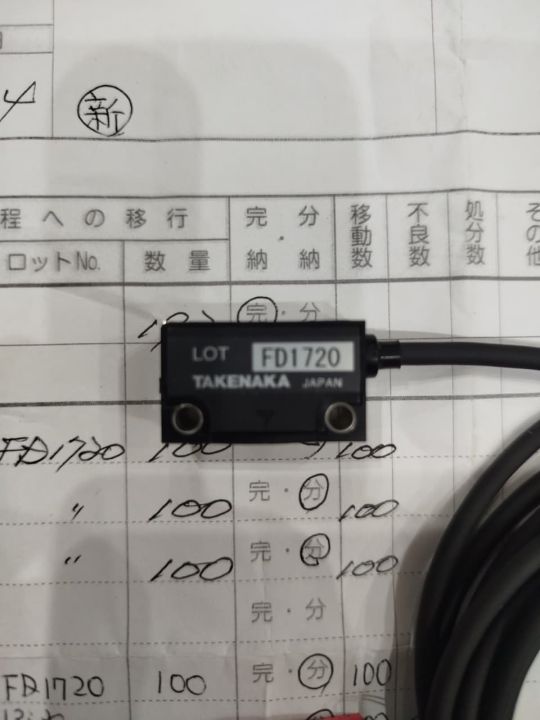 新
程への移行 完・分納 移動数 不良数 処分数 その他
ロットNo. 数量
完・分
LOT FD1720
TAKENAKA JAPAN
FD1720 100 100
〃 100 完・分 100
〃 100 完・分 100
完・分
FD1720 100 完・分 100